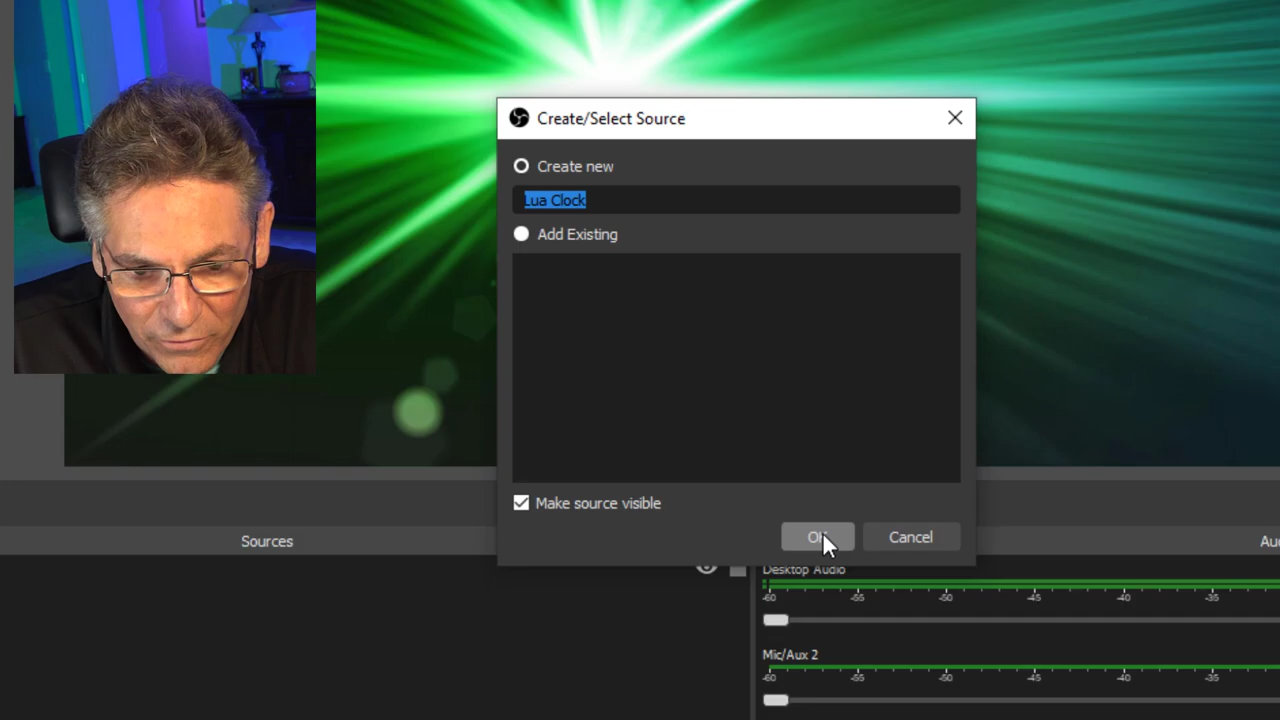 Create/Select Source
Create new
Lua Clock
Add Existing
Make source visible
OK
Cancel
Sources
Desktop Audio
-60 -55 -50 -45 -40 -35
Mic/Aux 2
-60 -55 -50 -45 -40 -35